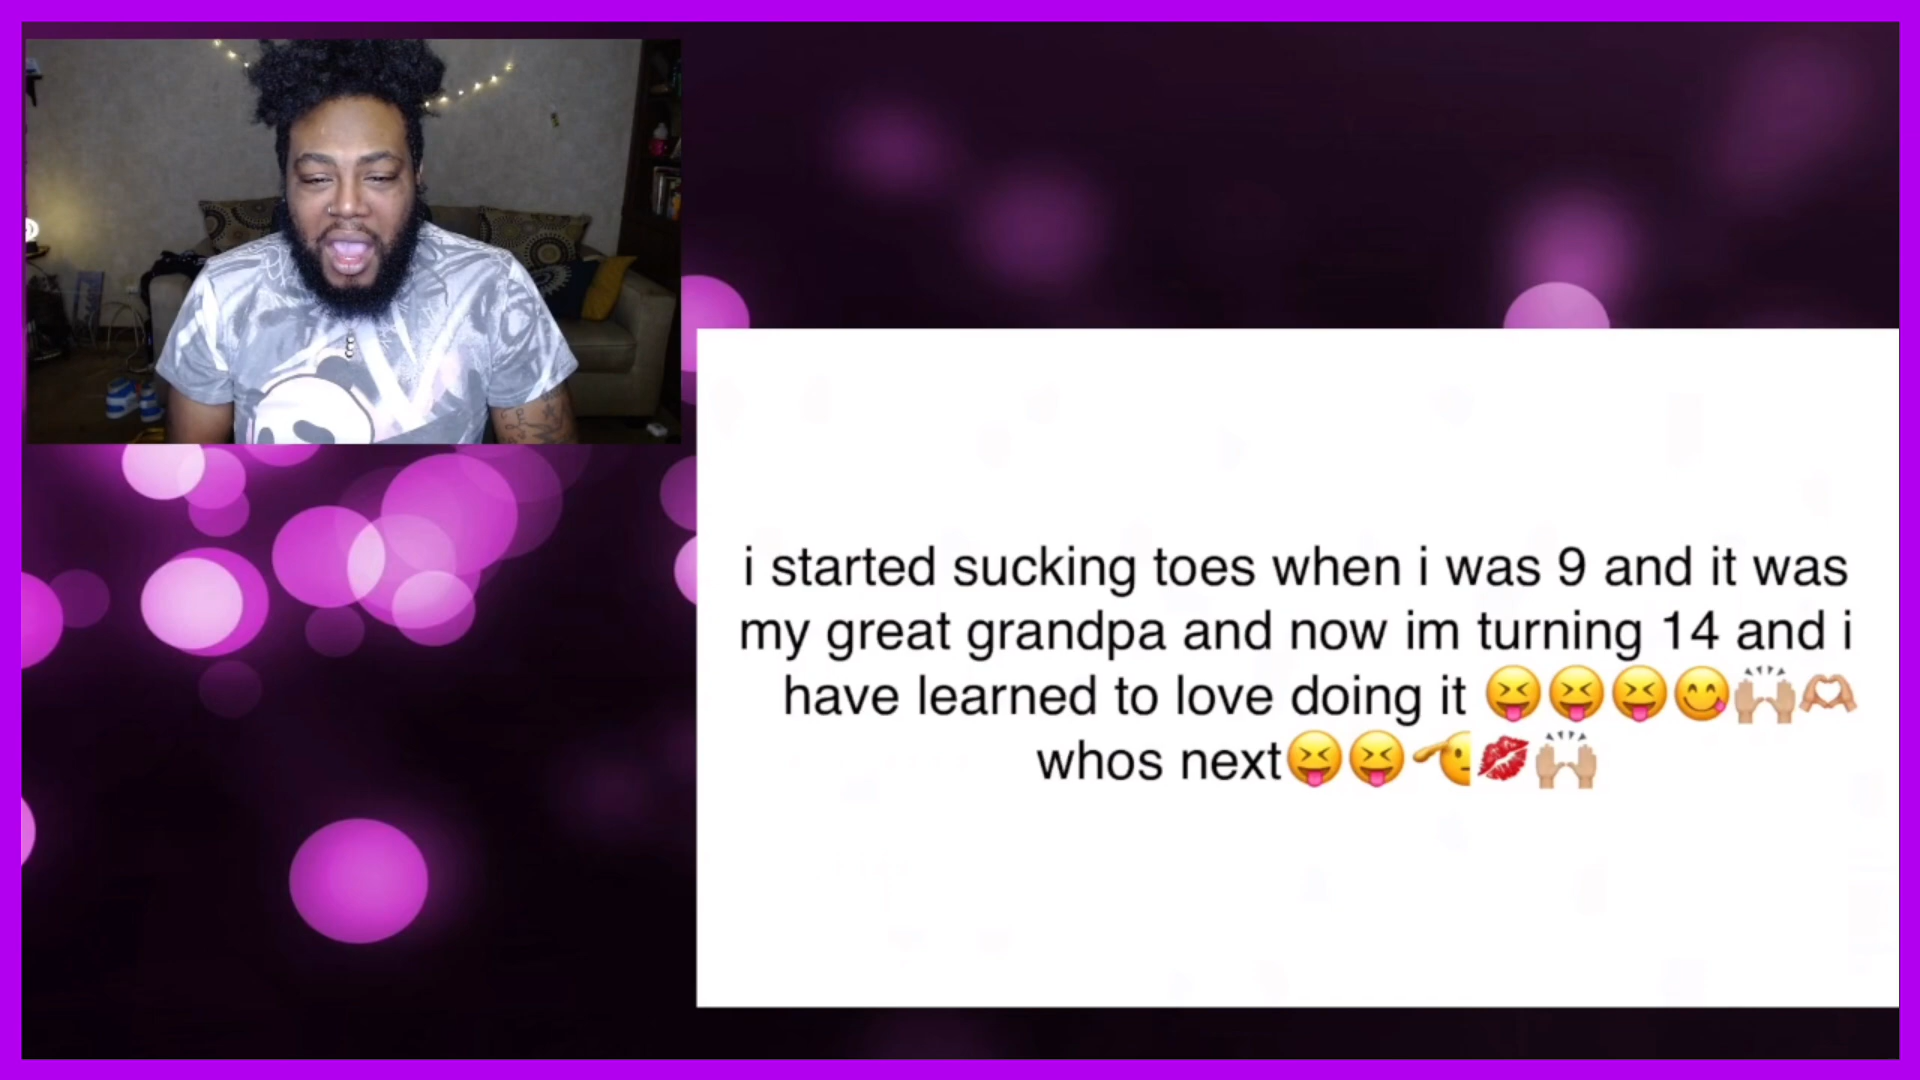 i started sucking toes when i was 9 and it was
my great grandpa and now im turning 14 and i
have learned to love doing it 😝😝😝😋🙌🏼🫶🏼
whos next😝😝🫡💋🙌🏼